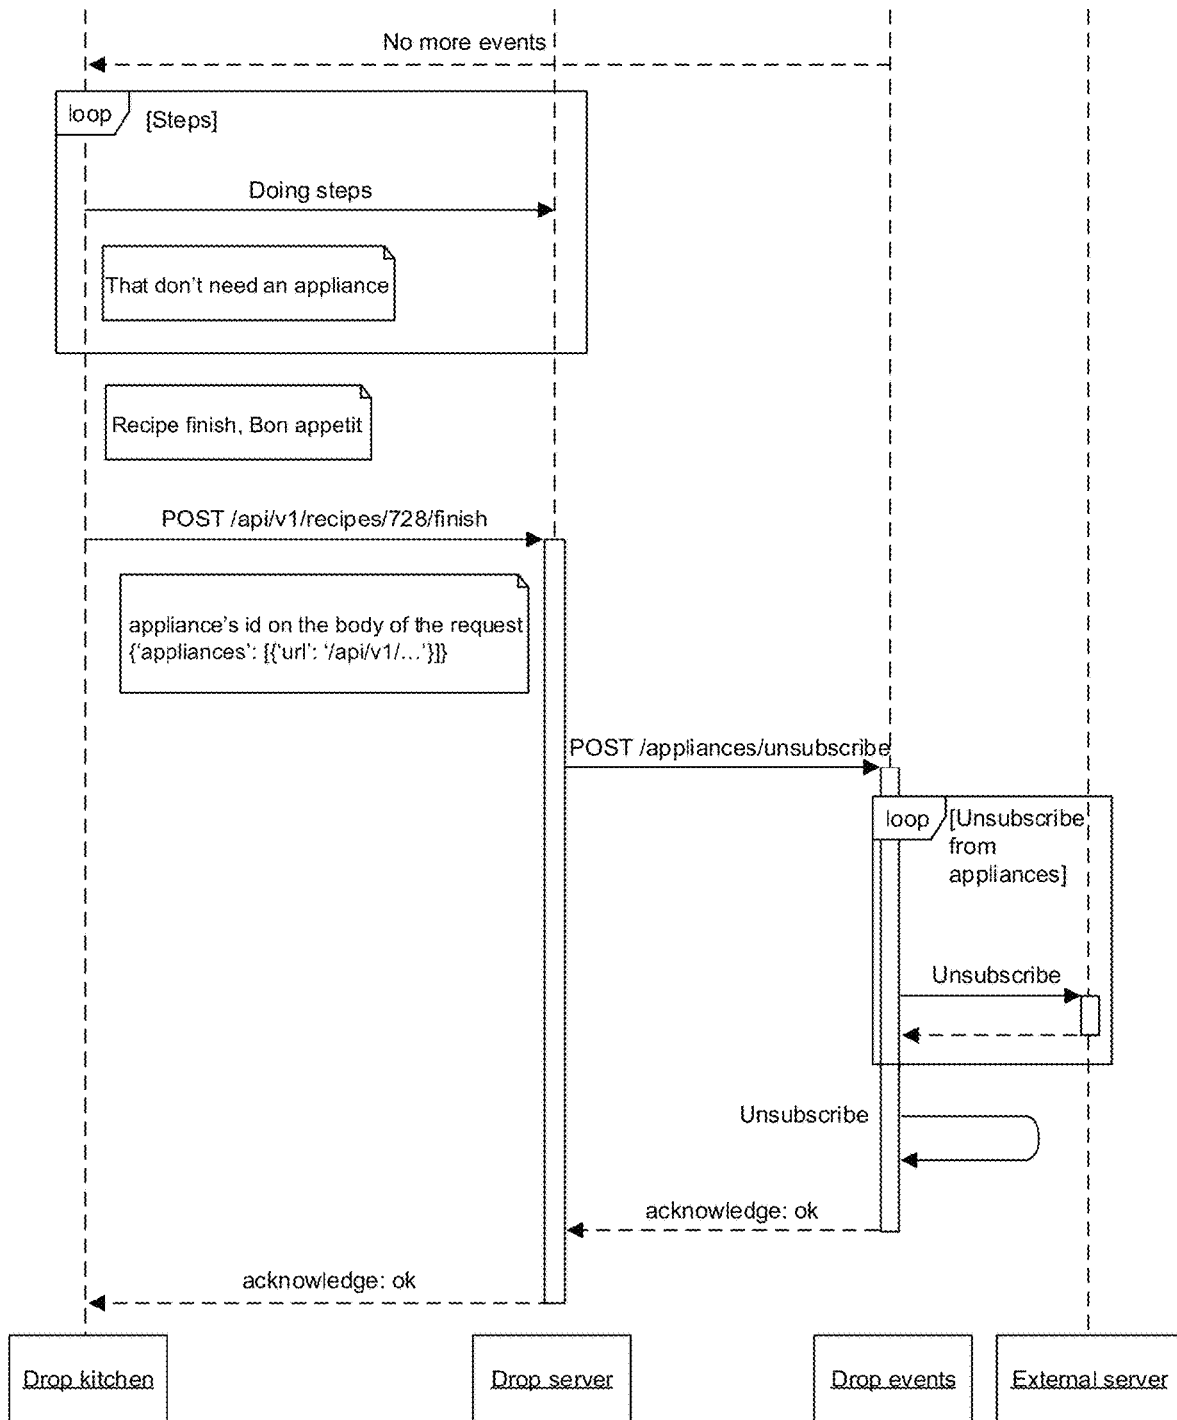 No more events
loop
[Steps]
Doing steps
That don't need an appliance
Recipe finish, Bon appetit
POST /api/v1/recipes/728/finish
appliance's id on the body of the request
{‘appliances’: [{‘url’: ‘/api/v1/…’}]}
POST /appliances/unsubscribe
loop
[Unsubscribe
from
appliances]
Unsubscribe
Unsubscribe
acknowledge: ok
acknowledge: ok
Drop kitchen
Drop server
Drop events
External server